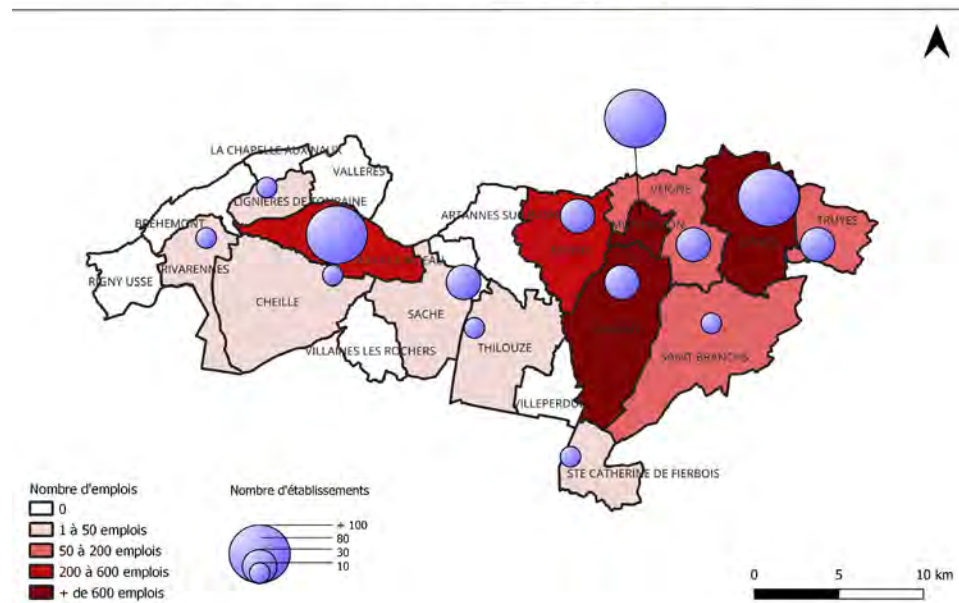 LA CHAPELLE AUX NAUX
VALLERES
LIGNIERES DE TOURAINE
BREHEMONT
RIVARENNES
RIGNY USSE
CHEILLE
SACHE
VILLAINES LES ROCHERS
THILOUZE
ARTANNES SUR
VEIGNE
TRUYES
SAINT BRANCHS
VILLEPERDUE
STE CATHERINE DE FIERBOIS
Nombre d'emplois
0
1 à 50 emplois
50 à 200 emplois
200 à 600 emplois
+ de 600 emplois
Nombre d'établissements
+ 100
80
30
10
0 5 10 km